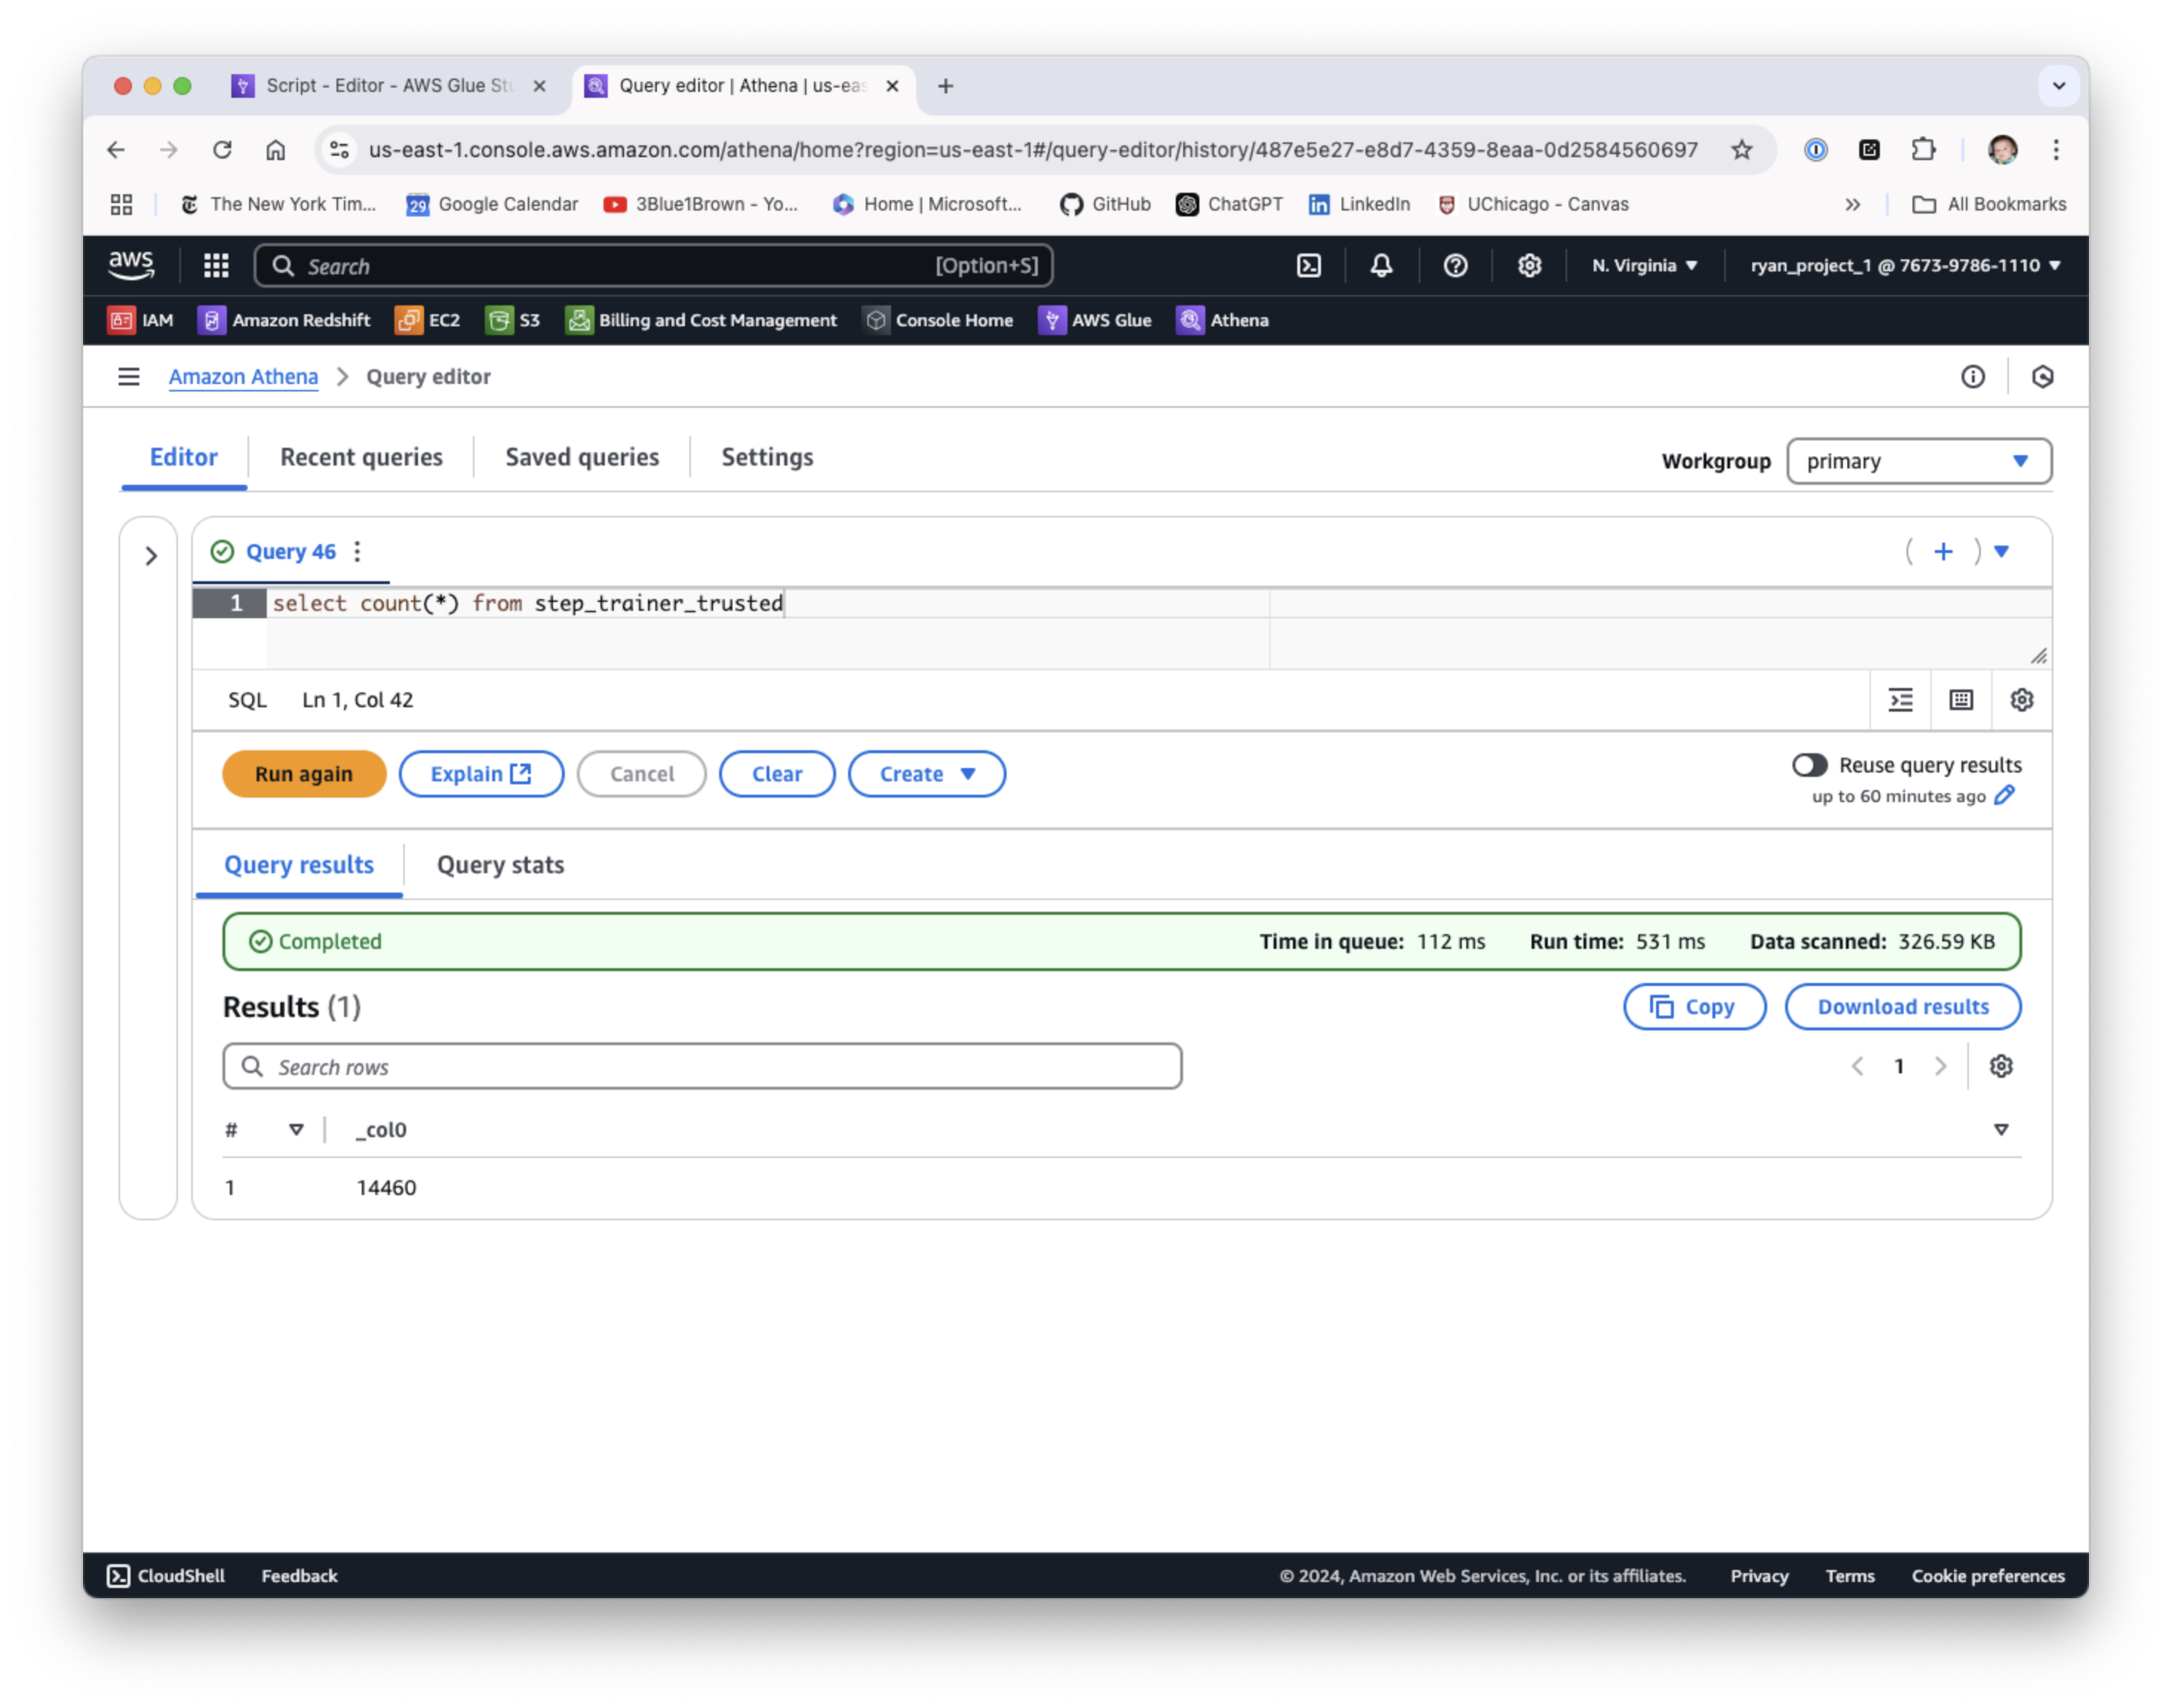 Script - Editor - AWS Glue St
Query editor | Athena | us-eas
us-east-1.console.aws.amazon.com/athena/home?region=us-east-1#/query-editor/history/487e5e27-e8d7-4359-8eaa-0d2584560697
The New York Tim...
29
Google Calendar
3Blue1Brown - Yo...
Home | Microsoft...
GitHub
ChatGPT
LinkedIn
UChicago - Canvas
All Bookmarks
aws
Search
[Option+S]
N. Virginia
ryan_project_1 @ 7673-9786-1110
IAM
Amazon Redshift
EC2
S3
Billing and Cost Management
Console Home
AWS Glue
Athena
Amazon Athena
Query editor
Editor
Recent queries
Saved queries
Settings
Workgroup
primary
Query 46
1 select count(*) from step_trainer_trusted
SQL
Ln 1, Col 42
Run again
Explain
Cancel
Clear
Create
Reuse query results
up to 60 minutes ago
Query results
Query stats
Completed
Time in queue: 112 ms
Run time: 531 ms
Data scanned: 326.59 KB
Results (1)
Copy
Download results
Search rows
1
# _col0
1 14460
CloudShell
Feedback
© 2024, Amazon Web Services, Inc. or its affiliates.
Privacy
Terms
Cookie preferences